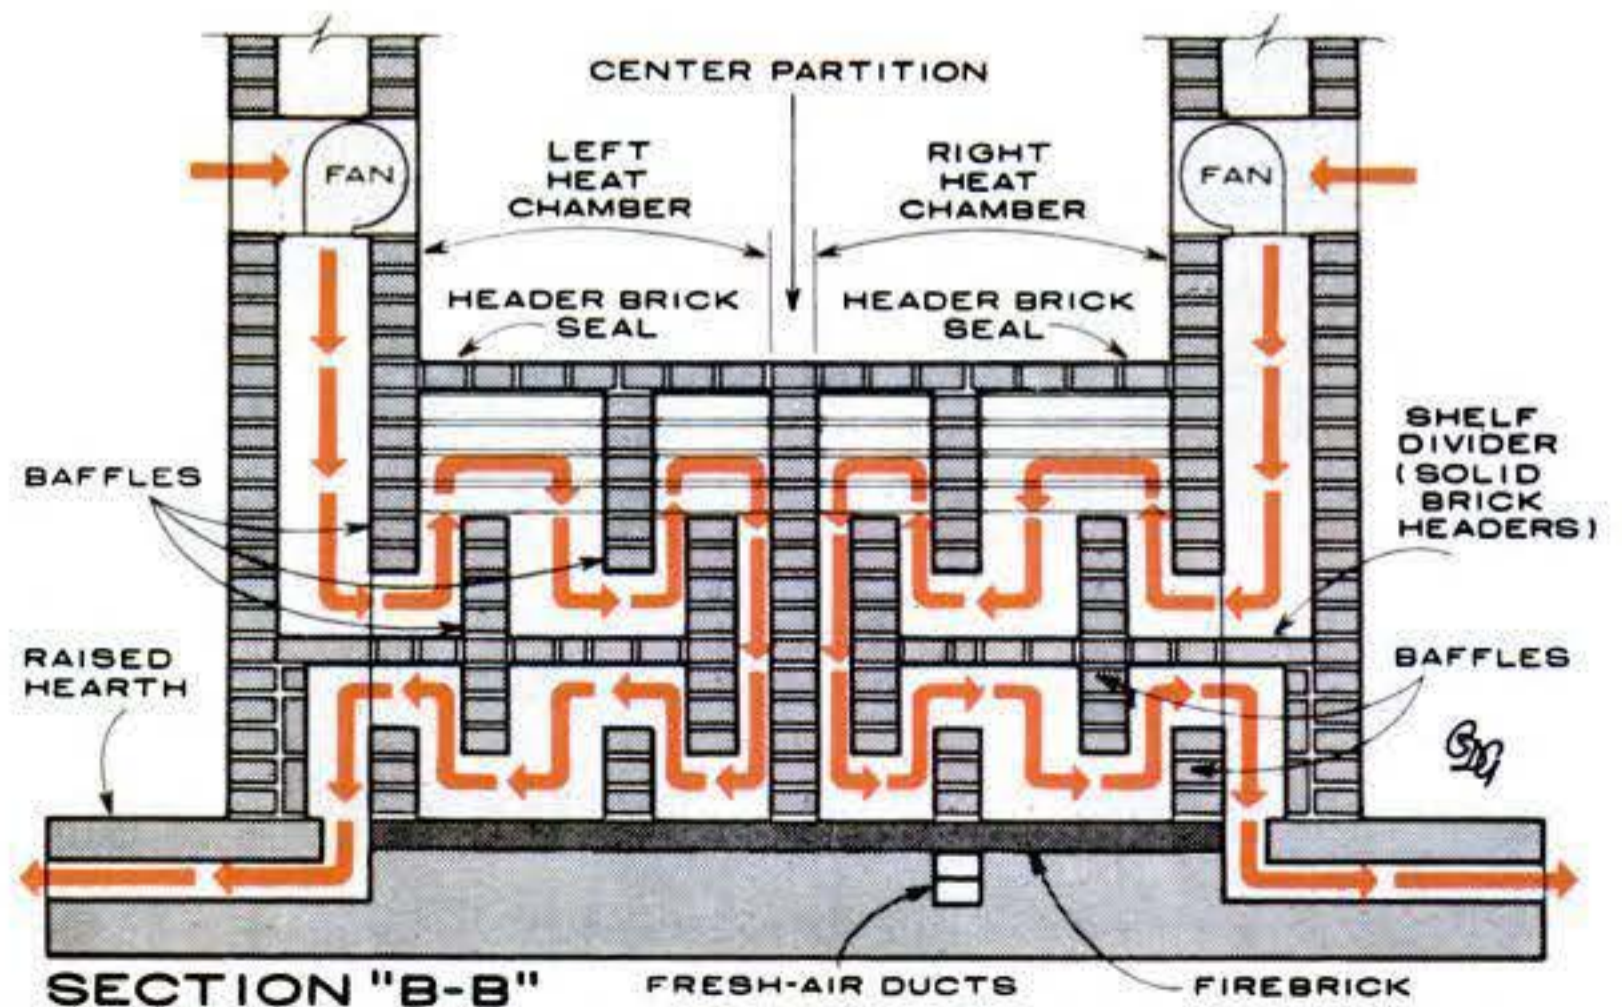 CENTER PARTITION
LEFT
HEAT
CHAMBER
RIGHT
HEAT
CHAMBER
FAN
FAN
HEADER BRICK
SEAL
HEADER BRICK
SEAL
SHELF
DIVIDER
(SOLID
BRICK
HEADERS)
BAFFLES
RAISED
HEARTH
BAFFLES
SECTION "B-B"
FRESH-AIR DUCTS
FIREBRICK